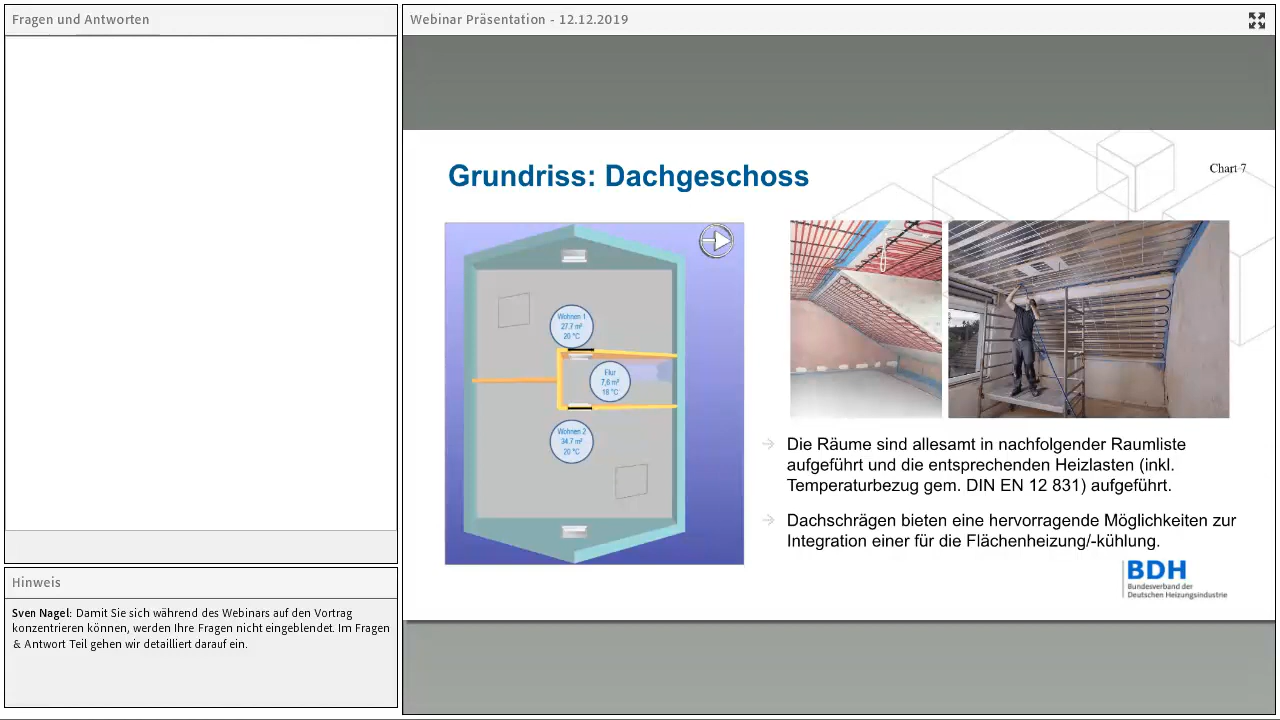 Fragen und Antworten
Webinar Präsentation - 12.12.2019
Grundriss: Dachgeschoss
Chart 7
Wohnen 1
27.7 m²
20 °C
Flur
7,6 m²
18 °C
Wohnen 2
34.7 m²
20 °C
Die Räume sind allesamt in nachfolgender Raumliste
aufgeführt und die entsprechenden Heizlasten (inkl.
Temperaturbezug gem. DIN EN 12 831) aufgeführt.
Dachschrägen bieten eine hervorragende Möglichkeiten zur
Integration einer für die Flächenheizung/-kühlung.
BDH
Bundesverband der
Deutschen Heizungsindustrie
Hinweis
Sven Nagel: Damit Sie sich während des Webinars auf den Vortrag
konzentrieren können, werden Ihre Fragen nicht eingeblendet. Im Fragen
& Antwort Teil gehen wir detailliert darauf ein.